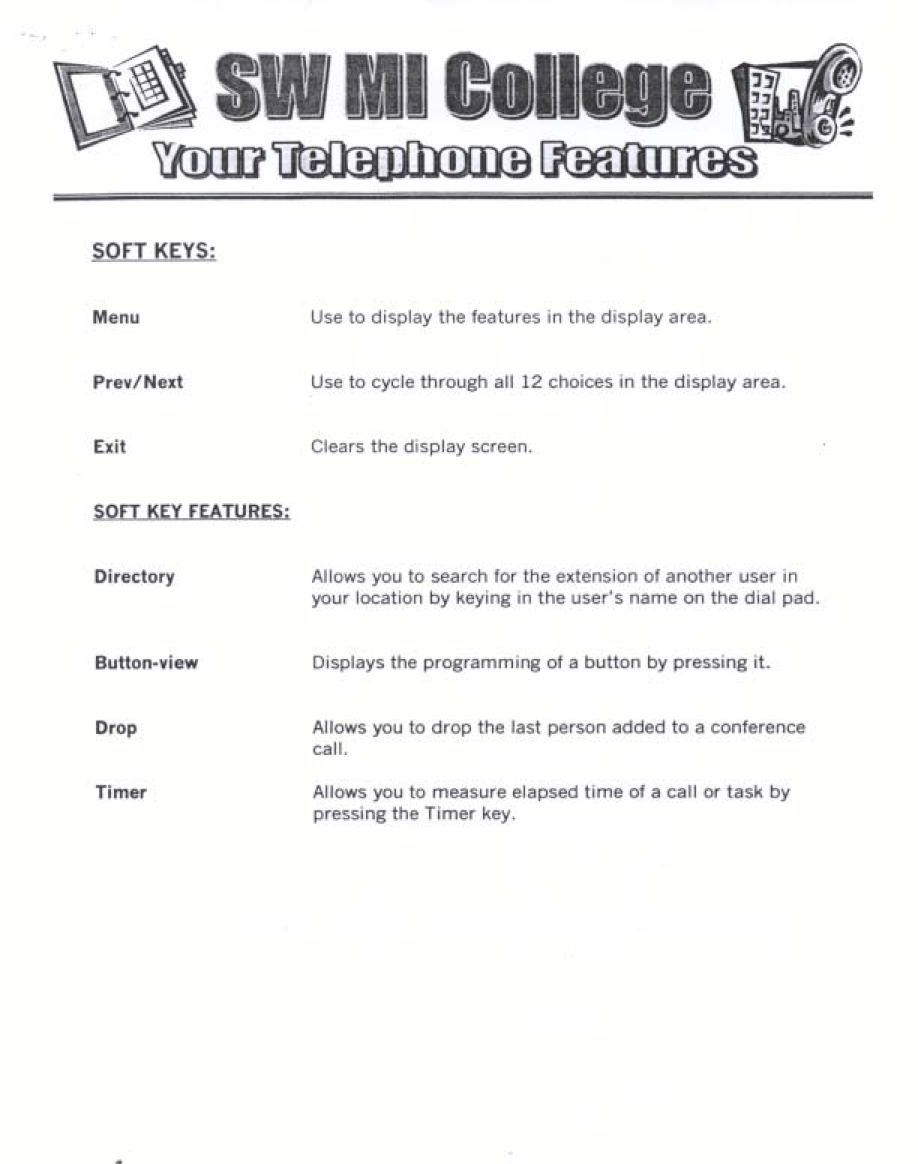 SW MI College
Your Telephone Features
SOFT KEYS:
Menu Use to display the features in the display area.
Prev/Next Use to cycle through all 12 choices in the display area.
Exit Clears the display screen.
SOFT KEY FEATURES:
Directory Allows you to search for the extension of another user in
your location by keying in the user's name on the dial pad.
Button-view Displays the programming of a button by pressing it.
Drop Allows you to drop the last person added to a conference
call.
Timer Allows you to measure elapsed time of a call or task by
pressing the Timer key.